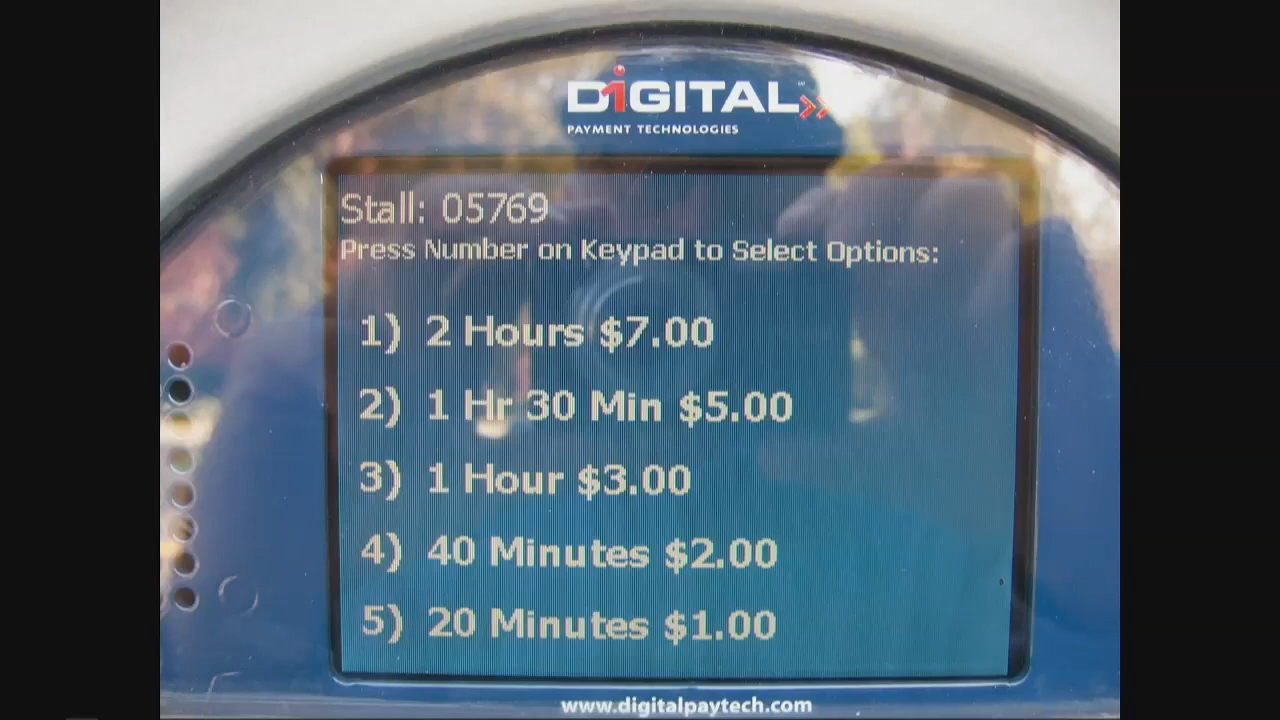 DiGITAL
PAYMENT TECHNOLOGIES
Stall: 05769
Press Number on Keypad to Select Options:
1) 2 Hours $7.00
2) 1 Hr 30 Min $5.00
3) 1 Hour $3.00
4) 40 Minutes $2.00
5) 20 Minutes $1.00
www.digitalpaytech.com